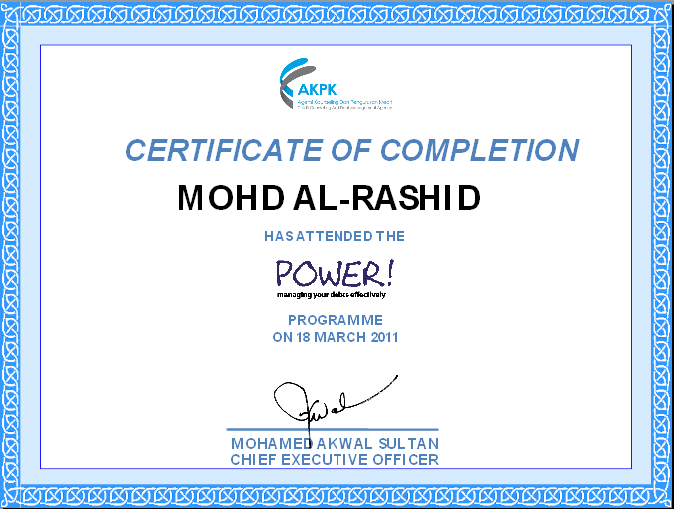 AKPK
Agensi Kaunseling Dan Pengurusan Kredit
Credit Counselling And Debt Management Agency
CERTIFICATE OF COMPLETION
MOHD AL-RASHID
HAS ATTENDED THE
POWER!
managing your debts effectively
PROGRAMME
ON 18 MARCH 2011
Akwal
MOHAMED AKWAL SULTAN
CHIEF EXECUTIVE OFFICER